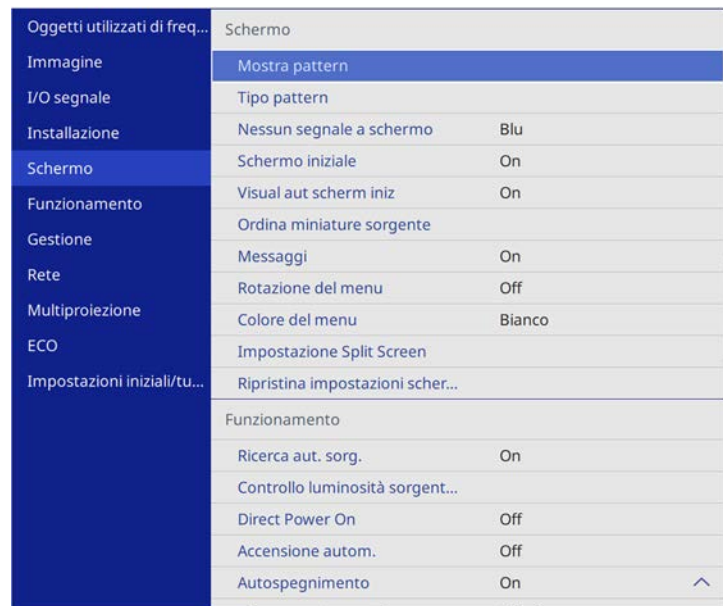 Oggetti utilizzati di freq...
Immagine
I/O segnale
Installazione
Schermo
Funzionamento
Gestione
Rete
Multiproiezione
ECO
Impostazioni iniziali/tu...
Schermo
Mostra pattern
Tipo pattern
Nessun segnale a schermo Blu
Schermo iniziale On
Visual aut scherm iniz On
Ordina miniature sorgente
Messaggi On
Rotazione del menu Off
Colore del menu Bianco
Impostazione Split Screen
Ripristina impostazioni scher...
Funzionamento
Ricerca aut. sorg. On
Controllo luminosità sorgent...
Direct Power On Off
Accensione autom. Off
Autospegnimento On